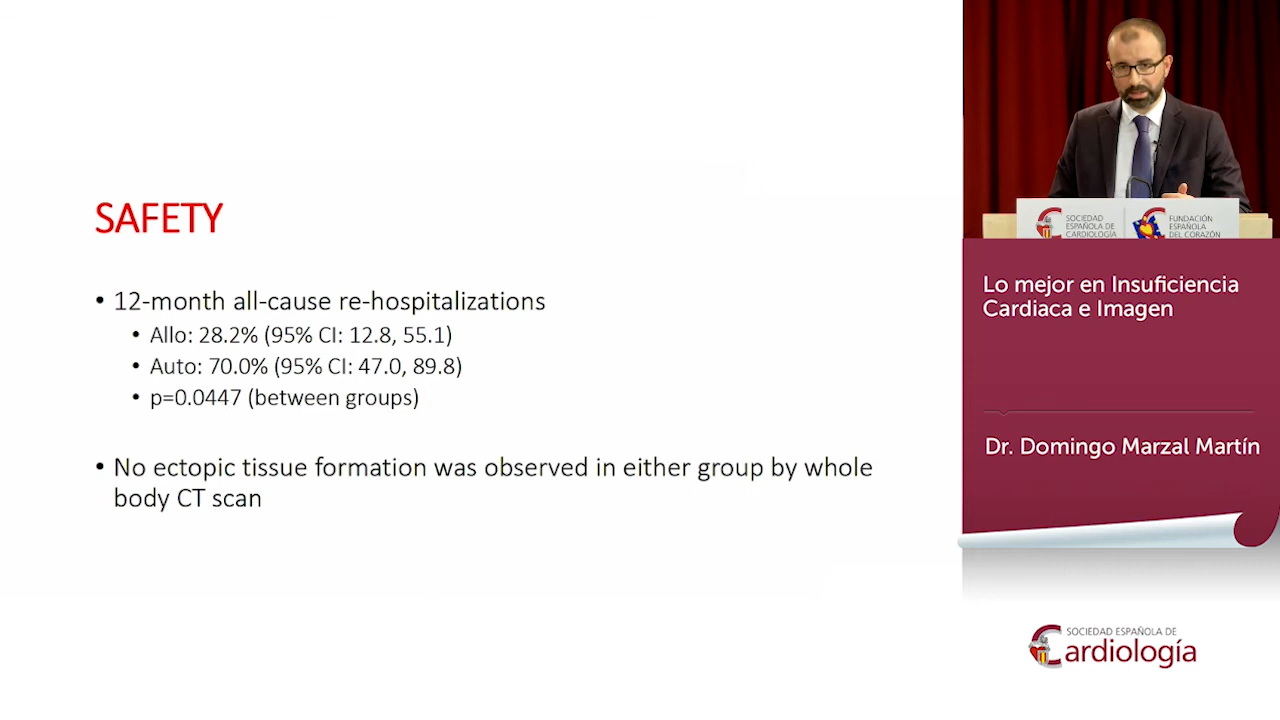 SAFETY
• 12-month all-cause re-hospitalizations
• Allo: 28.2% (95% CI: 12.8, 55.1)
• Auto: 70.0% (95% CI: 47.0, 89.8)
• p=0.0447 (between groups)
• No ectopic tissue formation was observed in either group by whole
body CT scan
SOCIEDAD
ESPAÑOLA DE
CARDIOLOGÍA
FUNDACIÓN
ESPAÑOLA
DEL CORAZÓN
Lo mejor en Insuficiencia
Cardiaca e Imagen
Dr. Domingo Marzal Martín
SOCIEDAD ESPAÑOLA DE
Cardiología